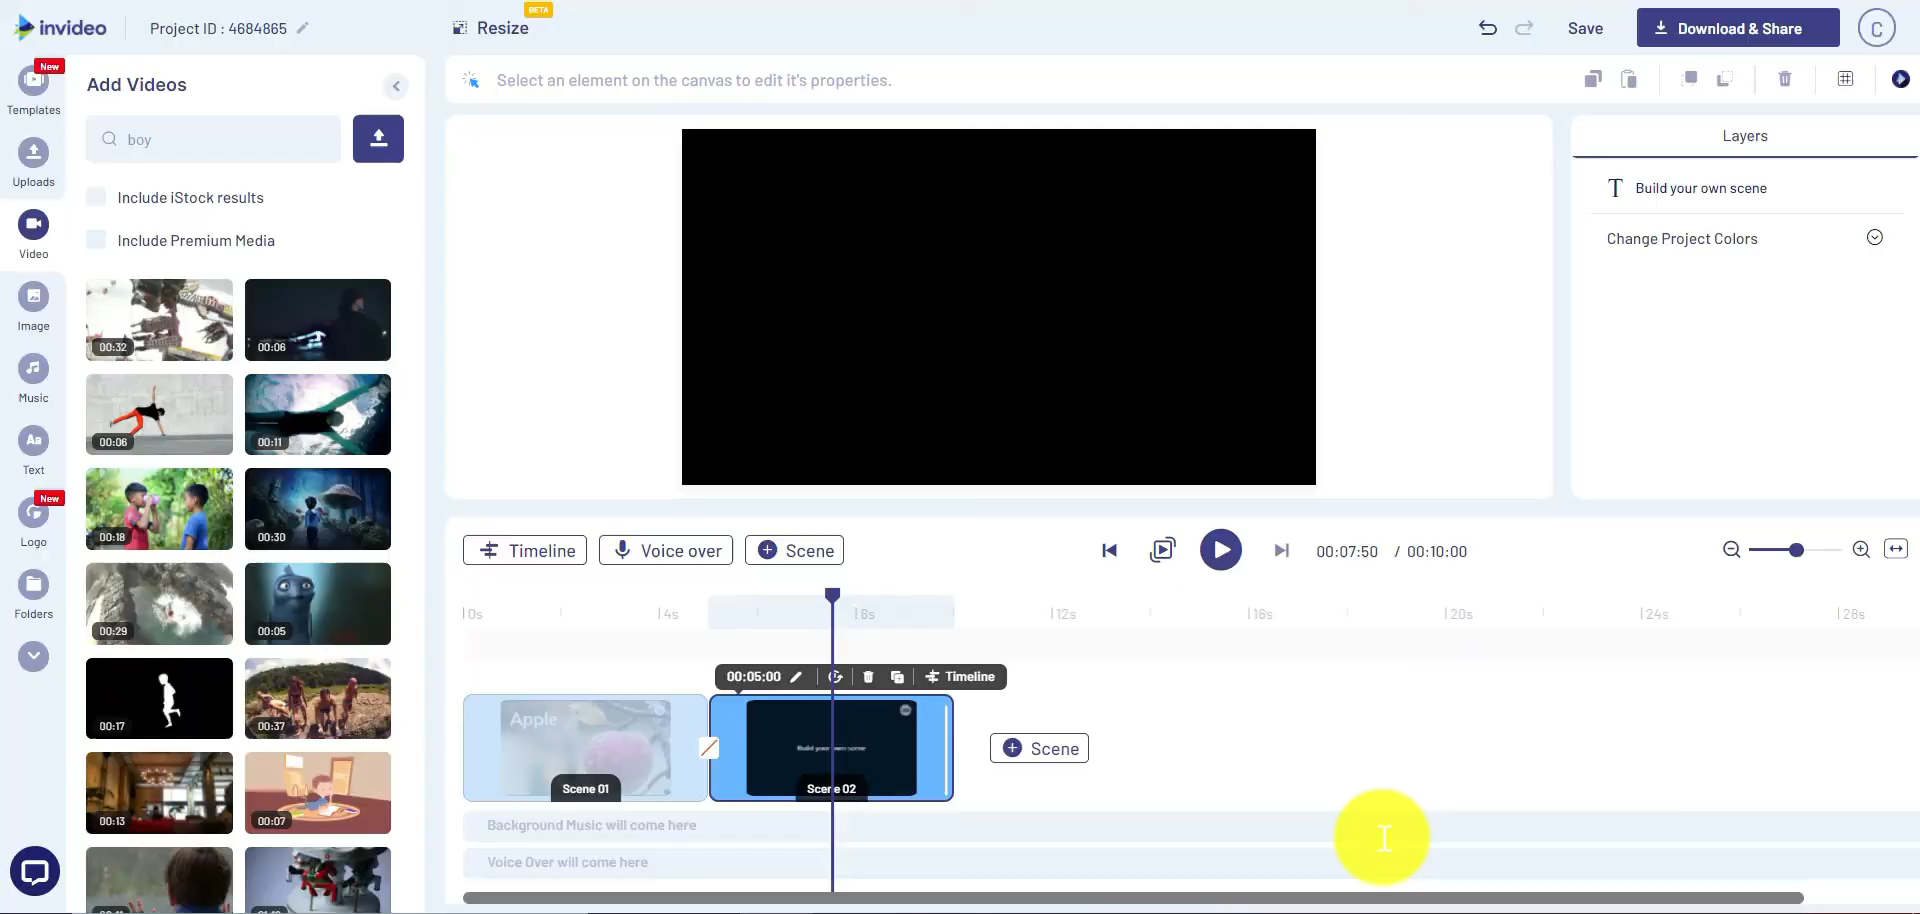 invideo
Project ID : 4684865
BETA
Resize
Save
Download & Share
C
New
Templates
Uploads
Video
Image
Music
Aa
Text
New
Logo
Folders
Add Videos
boy
Include iStock results
Include Premium Media
00:32
00:06
00:06
00:11
00:18
00:30
00:29
00:05
00:17
00:37
00:13
00:07
Select an element on the canvas to edit it's properties.
Layers
T Build your own scene
Change Project Colors
Timeline
Voice over
Scene
00:07:50 / 00:10:00
0s 4s 8s 12s 16s 20s 24s 28s
00:05:00
Timeline
Apple
Scene 01
Build your own scene
Scene 02
Scene
Background Music will come here
Voice Over will come here